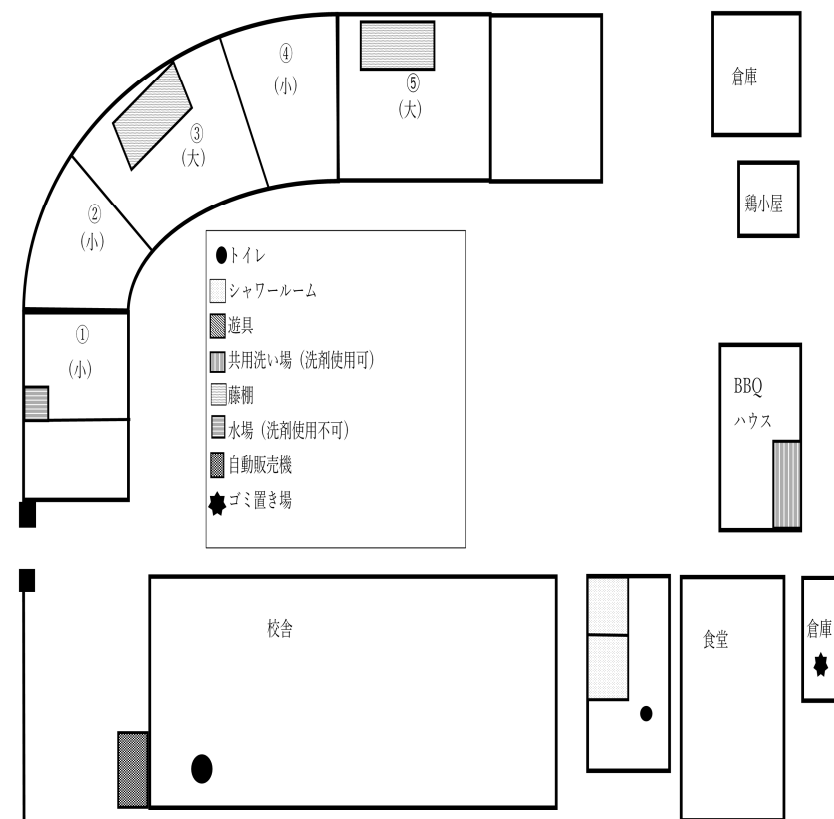 ④
(小)
⑤
(大)
③
(大)
②
(小)
①
(小)
倉庫
鶏小屋
トイレ
シャワールーム
遊具
共用洗い場（洗剤使用可）
藤棚
水場（洗剤使用不可）
自動販売機
ゴミ置き場
BBQ
ハウス
校舎
食堂
倉庫